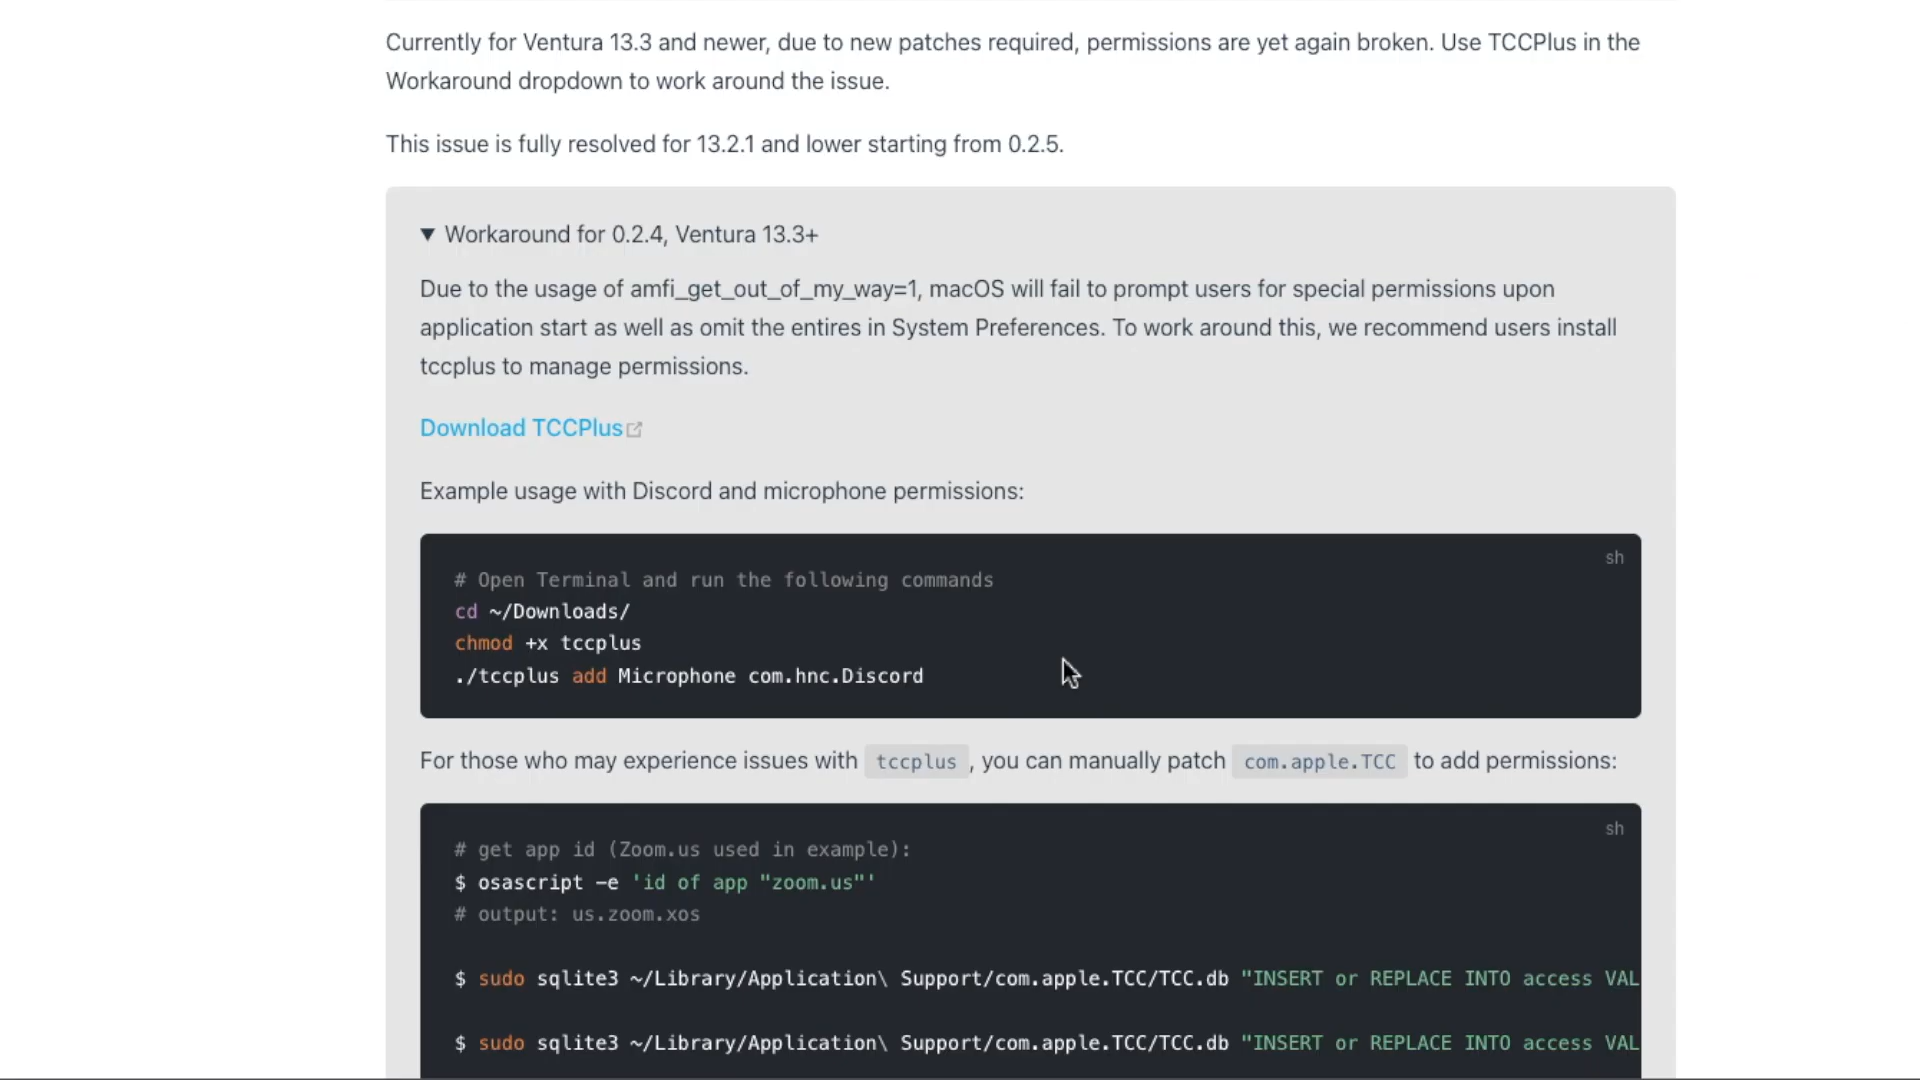 Currently for Ventura 13.3 and newer, due to new patches required, permissions are yet again broken. Use TCCPlus in the
Workaround dropdown to work around the issue.
This issue is fully resolved for 13.2.1 and lower starting from 0.2.5.
▼ Workaround for 0.2.4, Ventura 13.3+
Due to the usage of amfi_get_out_of_my_way=1, macOS will fail to prompt users for special permissions upon
application start as well as omit the entires in System Preferences. To work around this, we recommend users install
tccplus to manage permissions.
Download TCCPlus
Example usage with Discord and microphone permissions:
sh
# Open Terminal and run the following commands
cd ~/Downloads/
chmod +x tccplus
./tccplus add Microphone com.hnc.Discord
For those who may experience issues with tccplus , you can manually patch com.apple.TCC to add permissions:
sh
# get app id (Zoom.us used in example):
$ osascript -e 'id of app "zoom.us"'
# output: us.zoom.xos
$ sudo sqlite3 ~/Library/Application\ Support/com.apple.TCC/TCC.db "INSERT or REPLACE INTO access VAL
$ sudo sqlite3 ~/Library/Application\ Support/com.apple.TCC/TCC.db "INSERT or REPLACE INTO access VAL